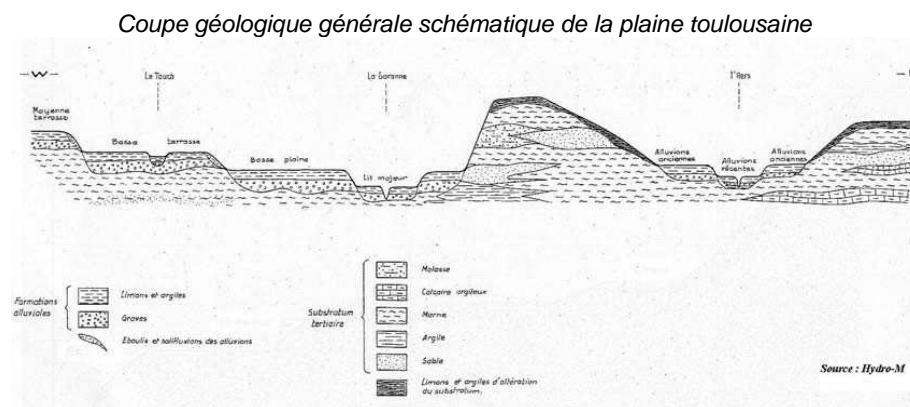 Coupe géologique générale schématique de la plaine toulousaine
W
Le Touch
La Garonne
l'Hers
Moyenne terrasse
Basse terrasse
Basse plaine
Lit majeur
Alluvions anciennes
Alluvions récentes
Alluvions anciennes
Formations alluviales
Limons et argiles
Graves
Eboulis et solifluxions des alluvions
Substratum tertiaire
Molasse
Calcaire argileux
Marne
Argile
Sable
Limons et argiles d'altération
du substratum.
Source : Hydro-M